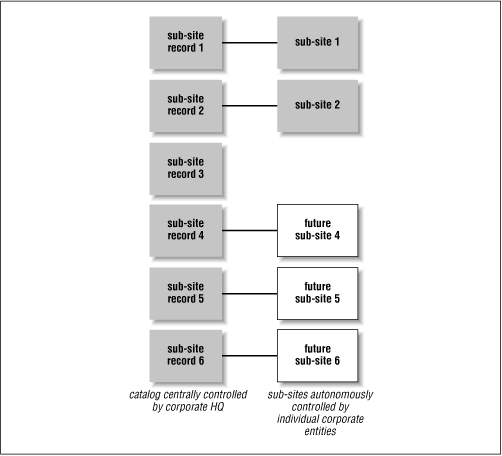 sub-site
record 1
sub-site 1
sub-site
record 2
sub-site 2
sub-site
record 3
sub-site
record 4
future
sub-site 4
sub-site
record 5
future
sub-site 5
sub-site
record 6
future
sub-site 6
catalog centrally controlled
by corporate HQ
sub-sites autonomously
controlled by
individual corporate
entities